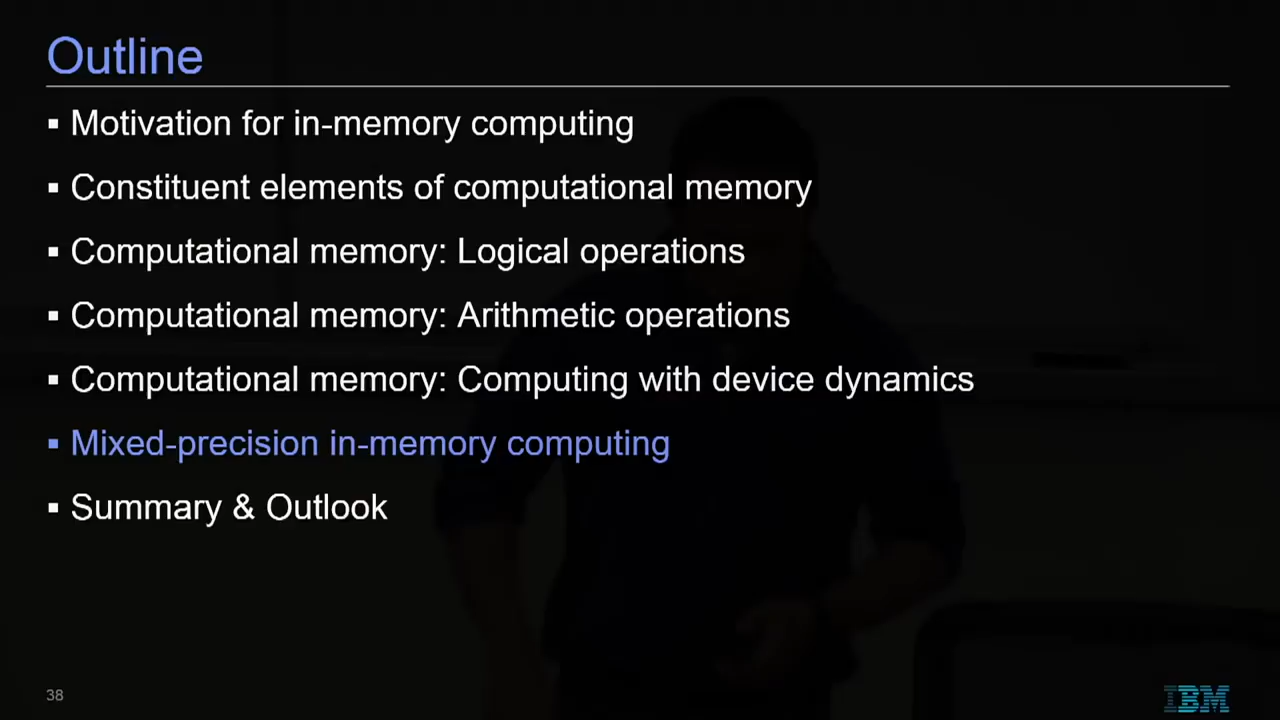 Outline
▪ Motivation for in-memory computing
▪ Constituent elements of computational memory
▪ Computational memory: Logical operations
▪ Computational memory: Arithmetic operations
▪ Computational memory: Computing with device dynamics
▪ Mixed-precision in-memory computing
▪ Summary & Outlook
38
IBM